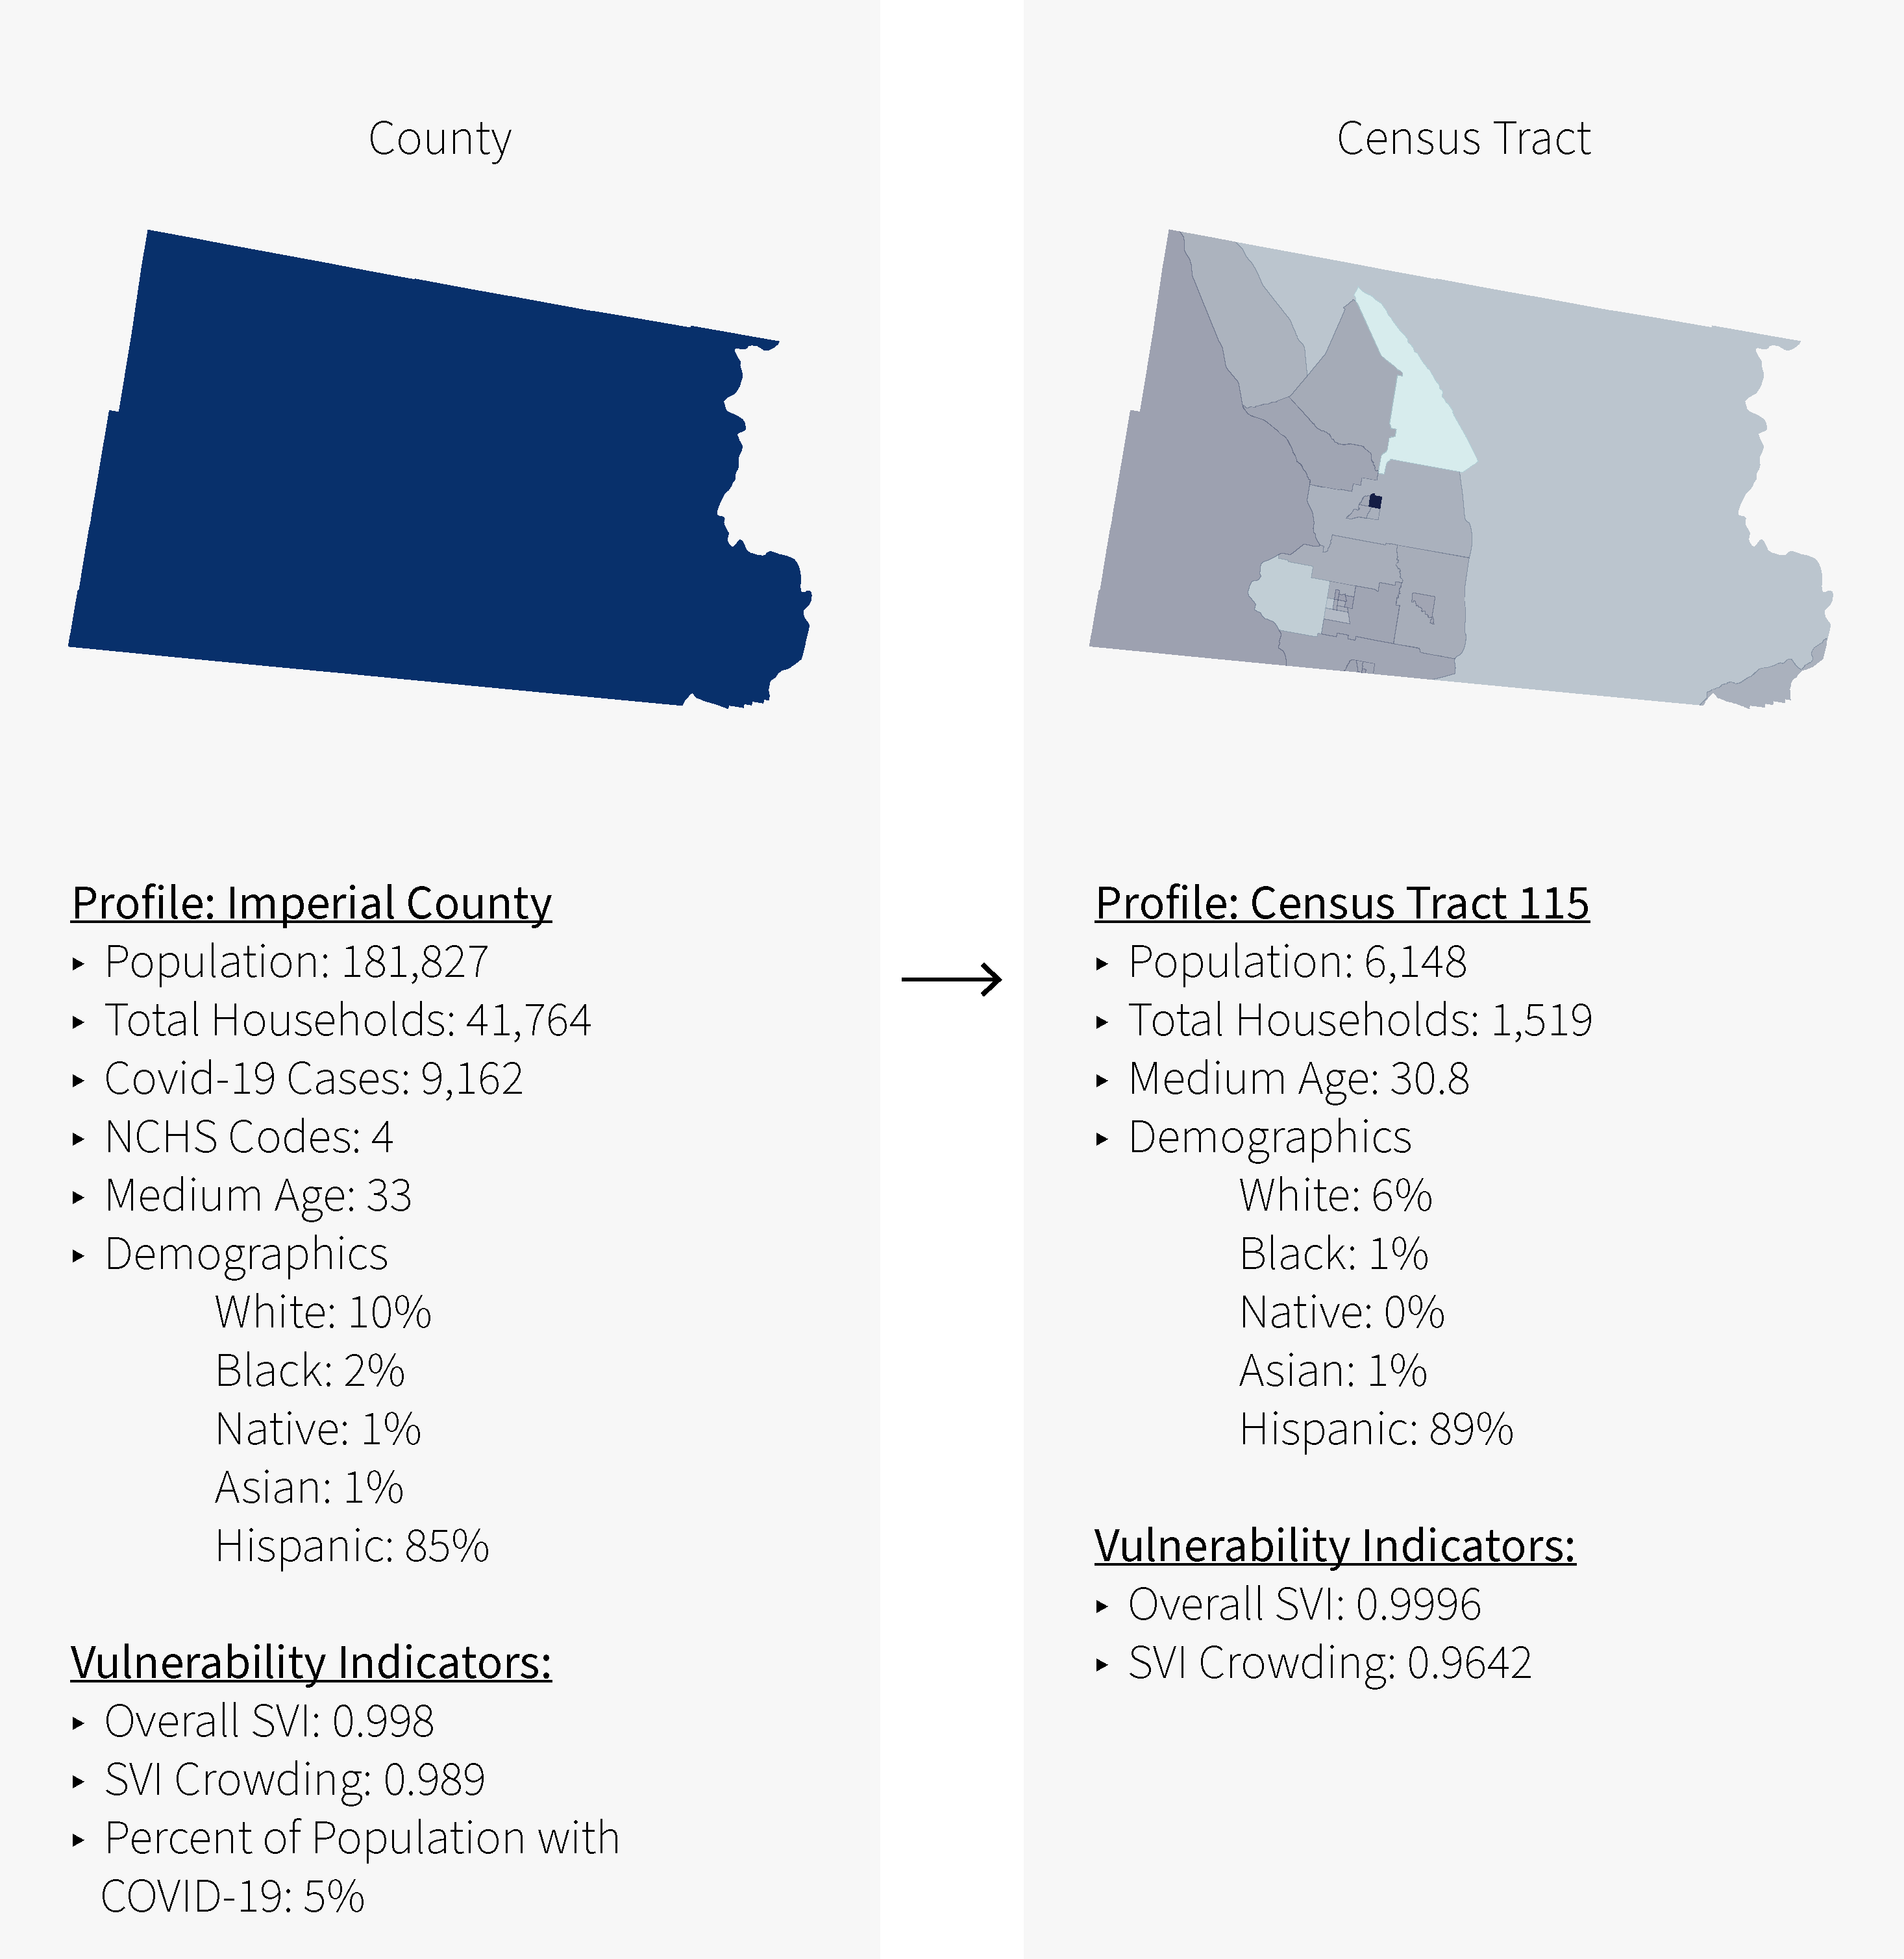 County
Profile: Imperial County
‣ Population: 181,827
‣ Total Households: 41,764
‣ Covid-19 Cases: 9,162
‣ NCHS Codes: 4
‣ Medium Age: 33
‣ Demographics
White: 10%
Black: 2%
Native: 1%
Asian: 1%
Hispanic: 85%
Vulnerability Indicators:
‣ Overall SVI: 0.998
‣ SVI Crowding: 0.989
‣ Percent of Population with
COVID-19: 5%
Census Tract
Profile: Census Tract 115
‣ Population: 6,148
‣ Total Households: 1,519
‣ Medium Age: 30.8
‣ Demographics
White: 6%
Black: 1%
Native: 0%
Asian: 1%
Hispanic: 89%
Vulnerability Indicators:
‣ Overall SVI: 0.9996
‣ SVI Crowding: 0.9642